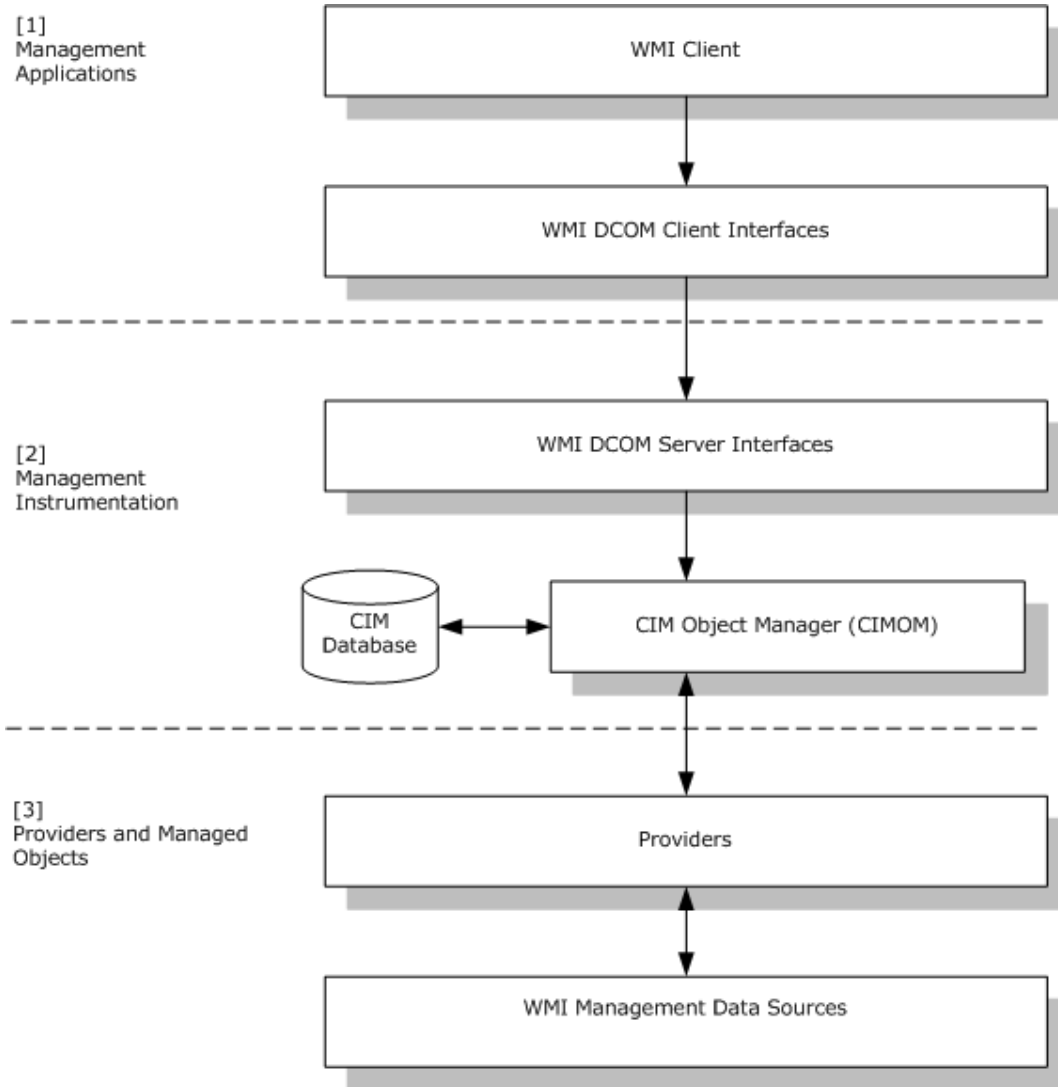 [1]
Management
Applications
WMI Client
WMI DCOM Client Interfaces
[2]
Management
Instrumentation
WMI DCOM Server Interfaces
CIM
Database
CIM Object Manager (CIMOM)
[3]
Providers and Managed
Objects
Providers
WMI Management Data Sources